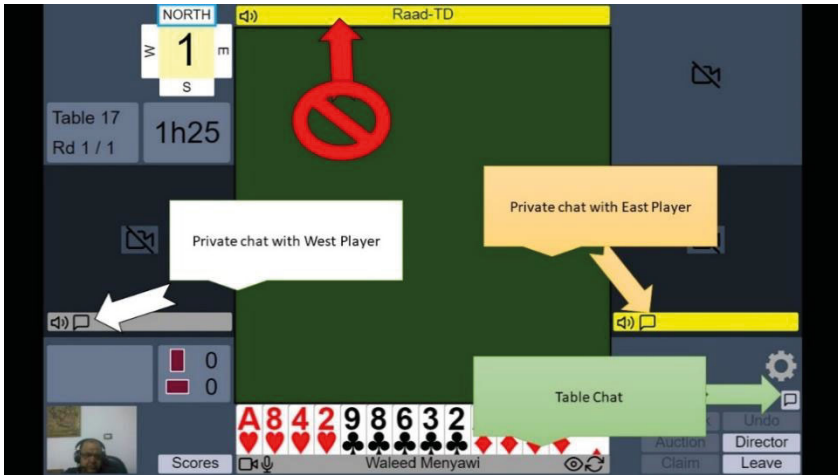 NORTH
Raad-TD
W
1
E
S
Table 17
Rd 1 / 1
1h25
Private chat with East Player
Private chat with West Player
0
0
Table Chat
A 8 4 2 9 8 6 3 2
Undo
Auction
Director
Scores
Waleed Menyawi
Claim
Leave